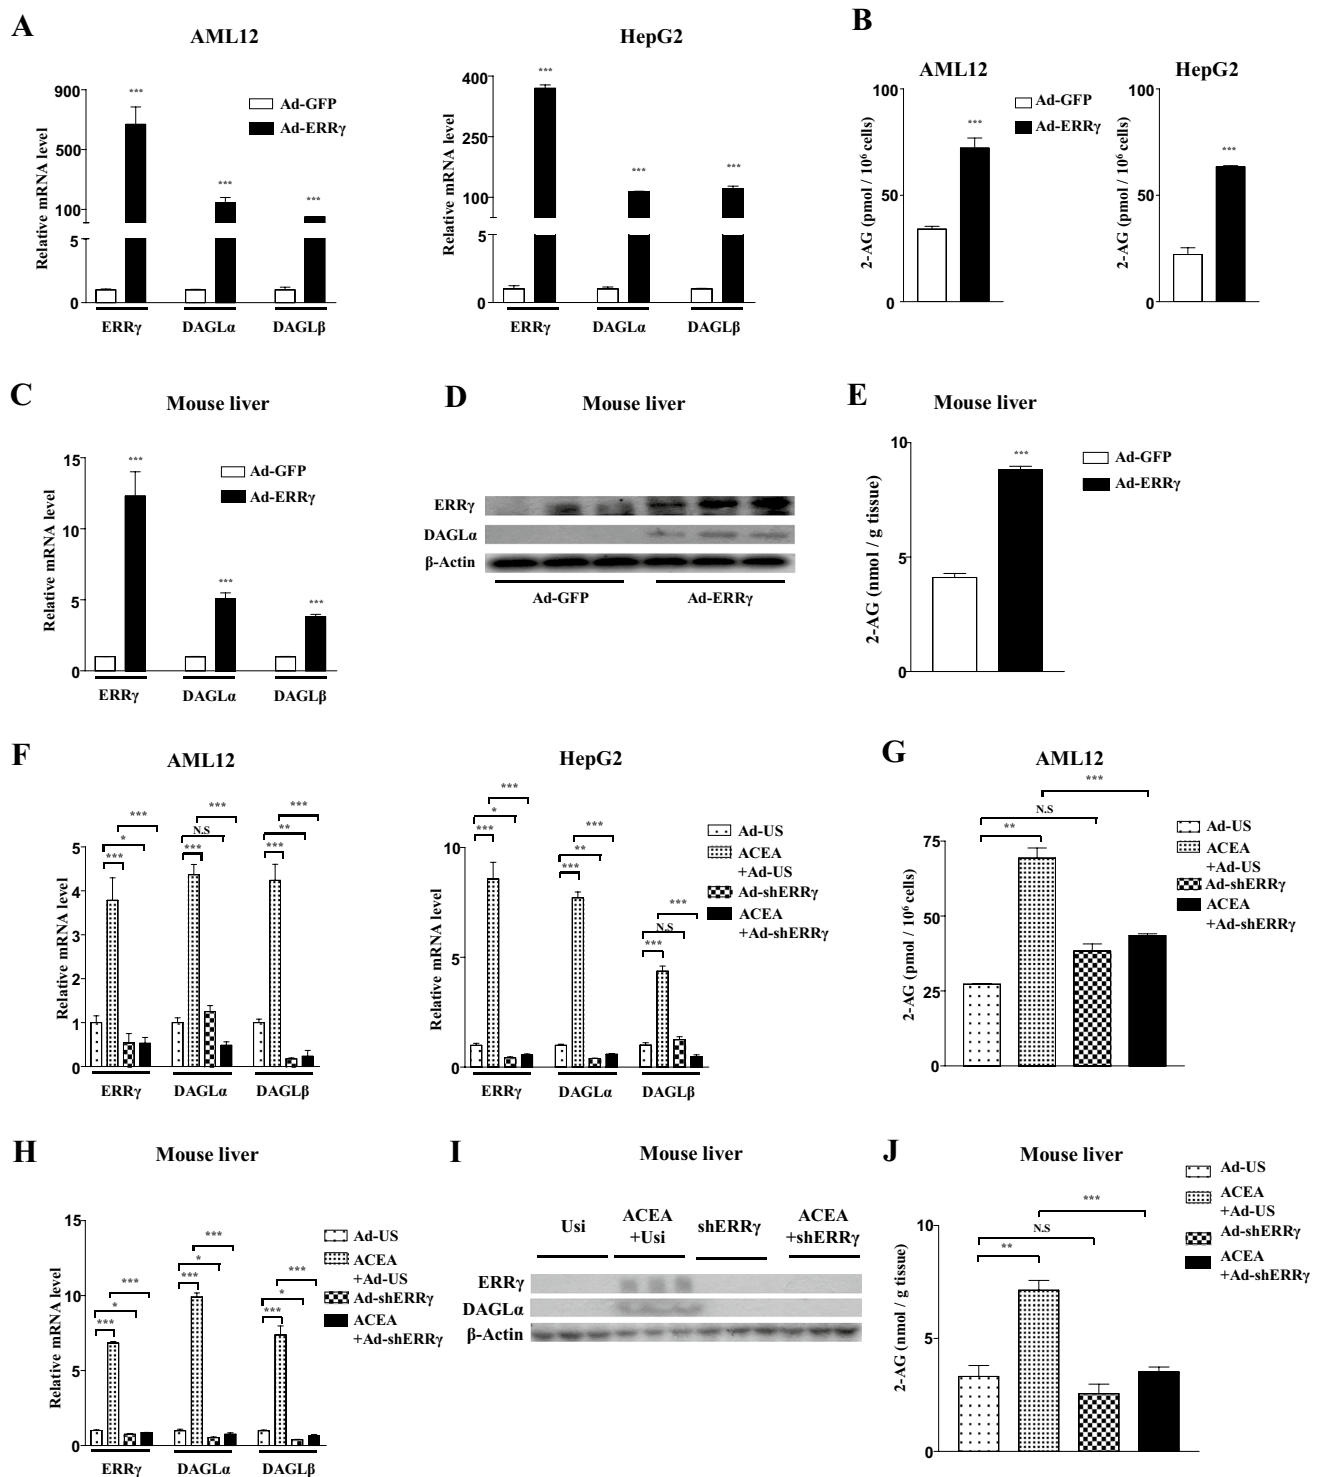 A
AML12
HepG2
Relative mRNA level
900
500
100
5
0
***
***
***
Ad-GFP
Ad-ERRγ
ERRγ
DAGLα
DAGLβ
Relative mRNA level
400
250
100
5
0
***
***
***
ERRγ
DAGLα
DAGLβ
B
AML12
HepG2
2-AG (pmol / 10⁶ cells)
100
50
0
***
Ad-GFP
Ad-ERRγ
2-AG (pmol / 10⁶ cells)
100
50
0
***
C
Mouse liver
Relative mRNA level
15
10
5
0
***
***
***
Ad-GFP
Ad-ERRγ
ERRγ
DAGLα
DAGLβ
D
Mouse liver
ERRγ
DAGLα
β-Actin
Ad-GFP
Ad-ERRγ
E
Mouse liver
2-AG (nmol / g tissue)
10
5
0
***
Ad-GFP
Ad-ERRγ
F
AML12
Relative mRNA level
5
4
3
2
1
0
***
*
***
***
N.S
***
***
**
***
ERRγ
DAGLα
DAGLβ
HepG2
Relative mRNA level
10
5
0
***
*
***
***
**
***
***
N.S
***
ERRγ
DAGLα
DAGLβ
Ad-US
ACEA
+Ad-US
Ad-shERRγ
ACEA
+Ad-shERRγ
G
AML12
2-AG (pmol / 10⁶ cells)
75
50
25
0
***
N.S
**
Ad-US
ACEA
+Ad-US
Ad-shERRγ
ACEA
+Ad-shERRγ
H
Mouse liver
Relative mRNA level
15
10
5
0
***
*
***
***
*
***
***
*
***
ERRγ
DAGLα
DAGLβ
Ad-US
ACEA
+Ad-US
Ad-shERRγ
ACEA
+Ad-shERRγ
I
Mouse liver
Usi
ACEA
+Usi
shERRγ
ACEA
+shERRγ
ERRγ
DAGLα
β-Actin
J
Mouse liver
2-AG (nmol / g tissue)
10
5
0
***
N.S
**
Ad-US
ACEA
+Ad-US
Ad-shERRγ
ACEA
+Ad-shERRγ